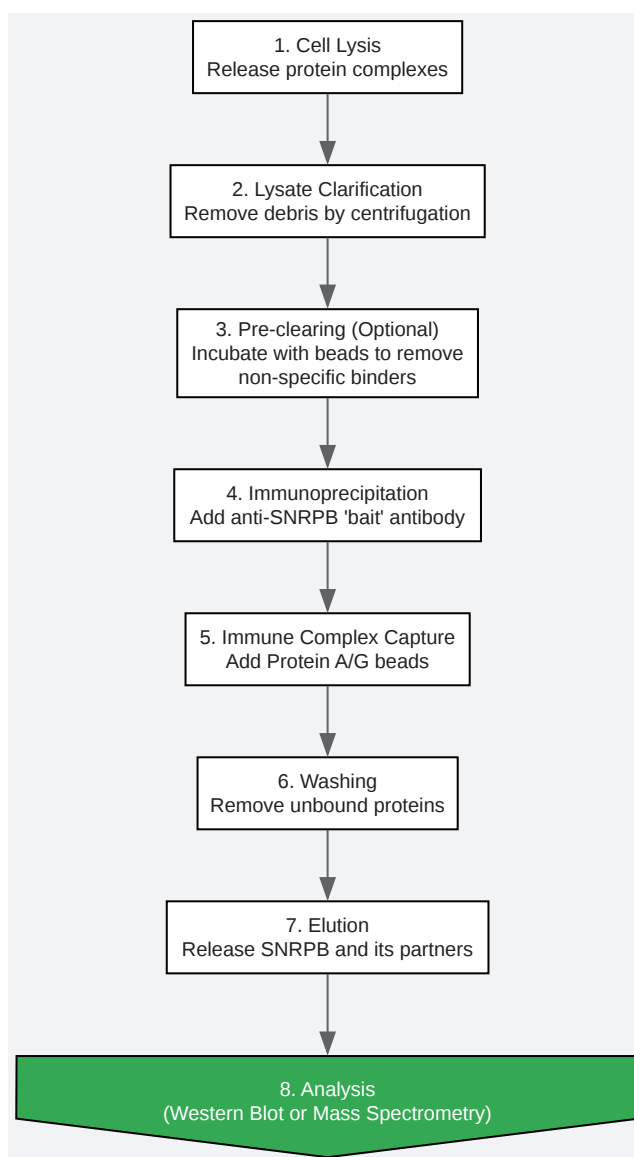 1. Cell Lysis
Release protein complexes
2. Lysate Clarification
Remove debris by centrifugation
3. Pre-clearing (Optional)
Incubate with beads to remove
non-specific binders
4. Immunoprecipitation
Add anti-SNRPB 'bait' antibody
5. Immune Complex Capture
Add Protein A/G beads
6. Washing
Remove unbound proteins
7. Elution
Release SNRPB and its partners
8. Analysis
(Western Blot or Mass Spectrometry)